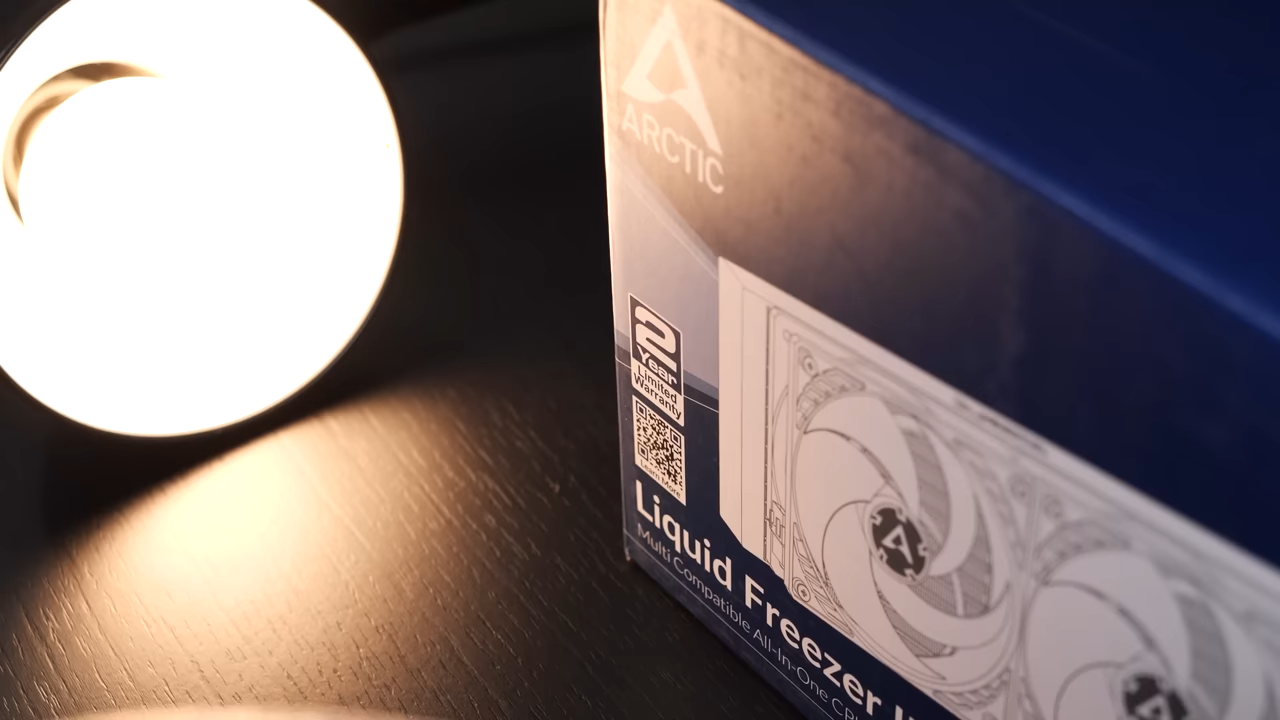 ARCTIC
2
Year
Limited
Warranty
Learn More
Liquid Freezer
Multi Compatible All-In-One